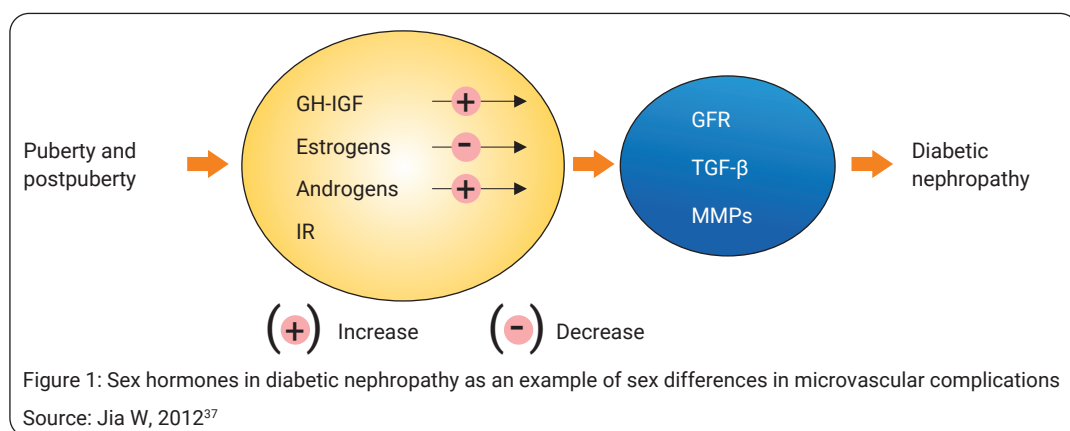 Puberty and
postpuberty
GH-IGF +
Estrogens -
Androgens +
IR
GFR
TGF-β
MMPs
Diabetic
nephropathy
(+) Increase (-) Decrease
Figure 1: Sex hormones in diabetic nephropathy as an example of sex differences in microvascular complications
Source: Jia W, 2012³⁷